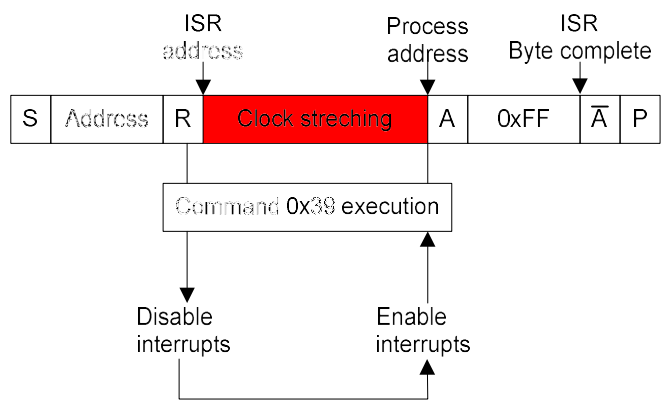 ISR
address
Process
address
ISR
Byte complete
S Address R Clock streching A 0xFF A̅ P
Command 0x39 execution
Disable
interrupts
Enable
interrupts